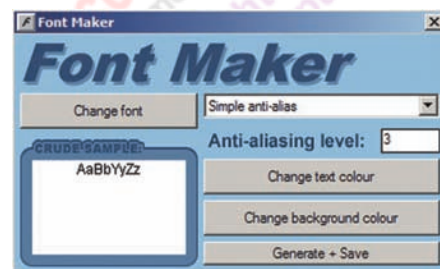 Font Maker
Font Maker
Change font
Simple anti-alias
Anti-aliasing level: 3
CRUDE SAMPLE:
AaBbYyZz
Change text colour
Change background colour
Generate + Save